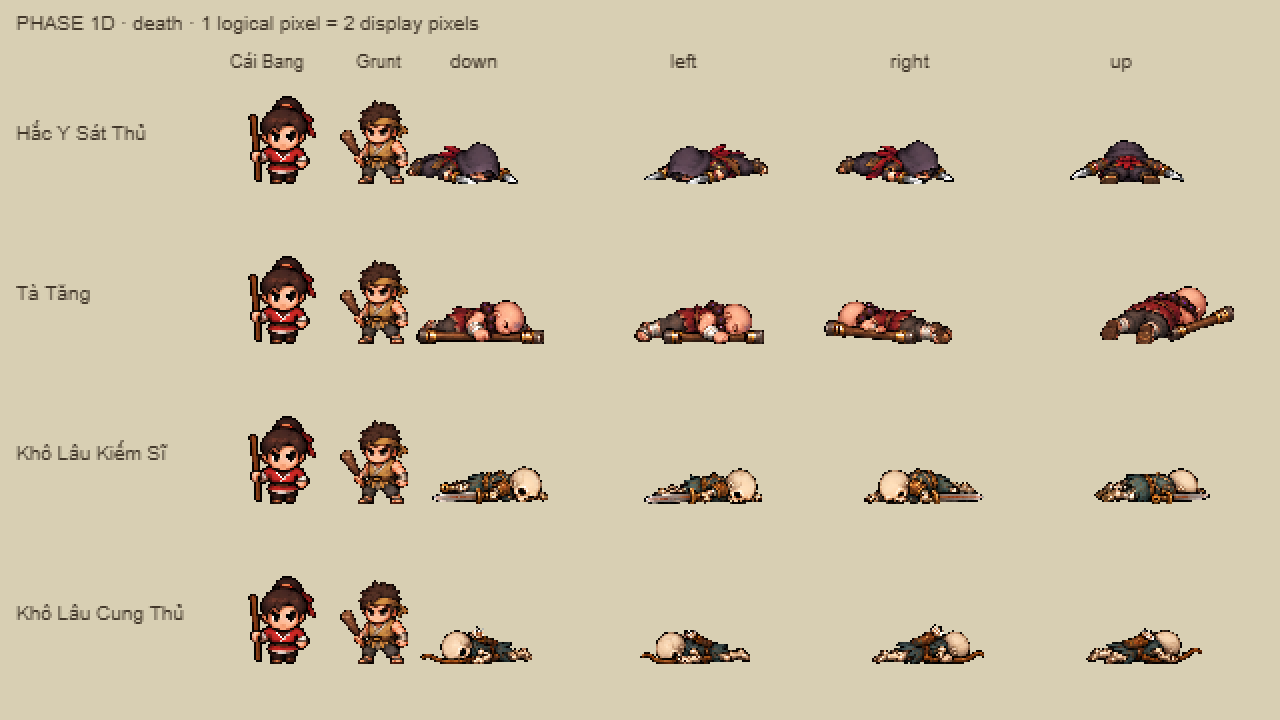 PHASE 1D · death · 1 logical pixel = 2 display pixels
Cái Bang Grunt down left right up
Hắc Y Sát Thủ
Tà Tăng
Khô Lâu Kiếm Sĩ
Khô Lâu Cung Thủ